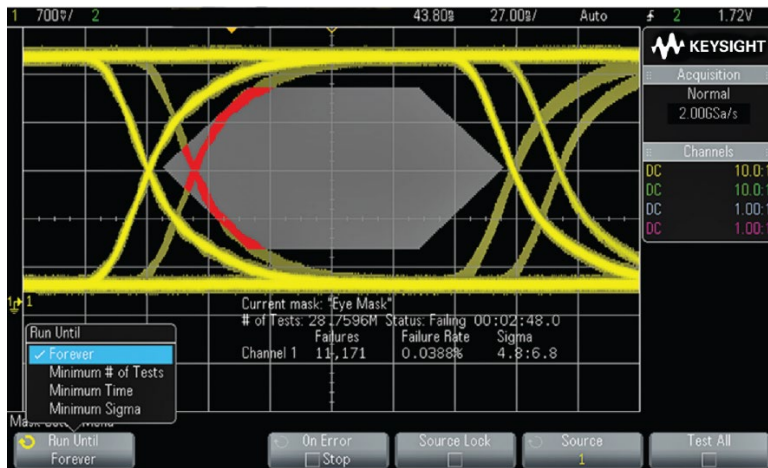 1 700▽/ 2 43.80s 27.00s/ Auto 2 1.72V
KEYSIGHT
Acquisition
Normal
2.00GSa/s
Channels
DC 10.0:1
DC 10.0:1
DC 1.00:1
DC 1.00:1
1
Current mask: "Eye Mask"
# of Tests: 28.7596M Status: Failing 00:02:48.0
Failures Failure Rate Sigma
Channel 1 11,171 0.0388% 4.8:6.8
Run Until
✓ Forever
Minimum # of Tests
Minimum Time
Minimum Sigma
Menu
Run Until
Forever
On Error
Stop
Source Lock
Source
1
Test All